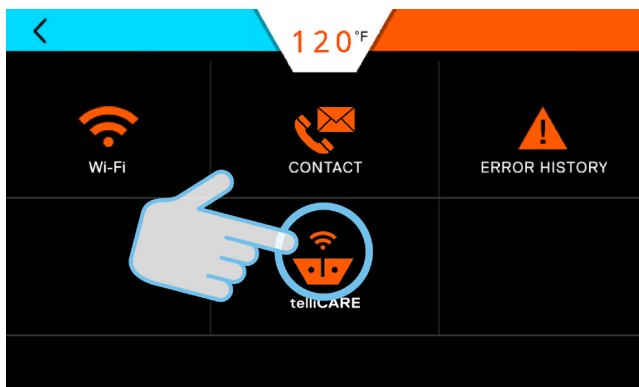 120°F
Wi-Fi
CONTACT
ERROR HISTORY
telliCARE